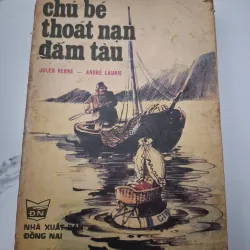 chú bé
thoát nạn
đắm tàu
JULES VERNE — ANDRÉ LAURIE
ĐN
NHÀ XUẤT BẢN
ĐỒNG NAI